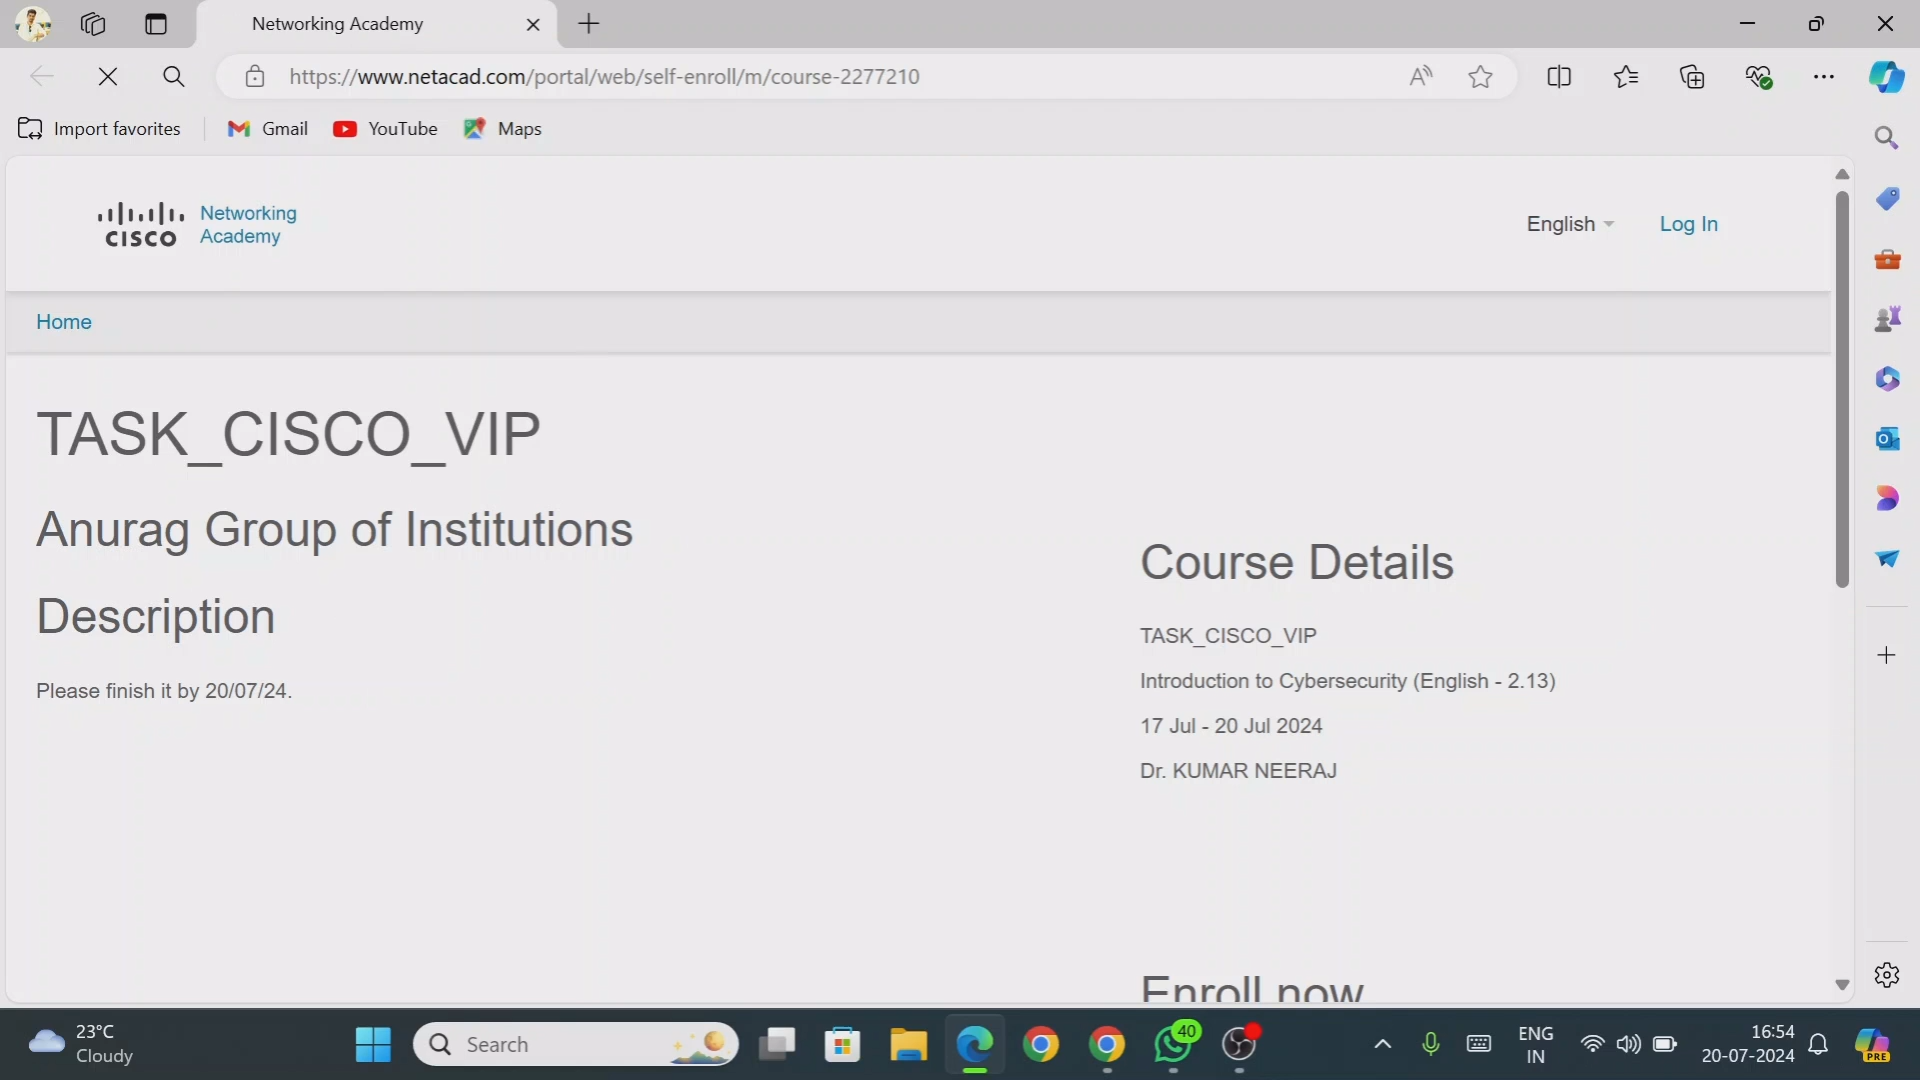 Networking Academy
https://www.netacad.com/portal/web/self-enroll/m/course-2277210
Import favorites
Gmail
YouTube
Maps
CISCO
Networking
Academy
English
Log In
Home
TASK_CISCO_VIP
Anurag Group of Institutions
Description
Please finish it by 20/07/24.
Course Details
TASK_CISCO_VIP
Introduction to Cybersecurity (English - 2.13)
17 Jul - 20 Jul 2024
Dr. KUMAR NEERAJ
Enroll now
23°C
Cloudy
Search
40
ENG
IN
16:54
20-07-2024
PRE